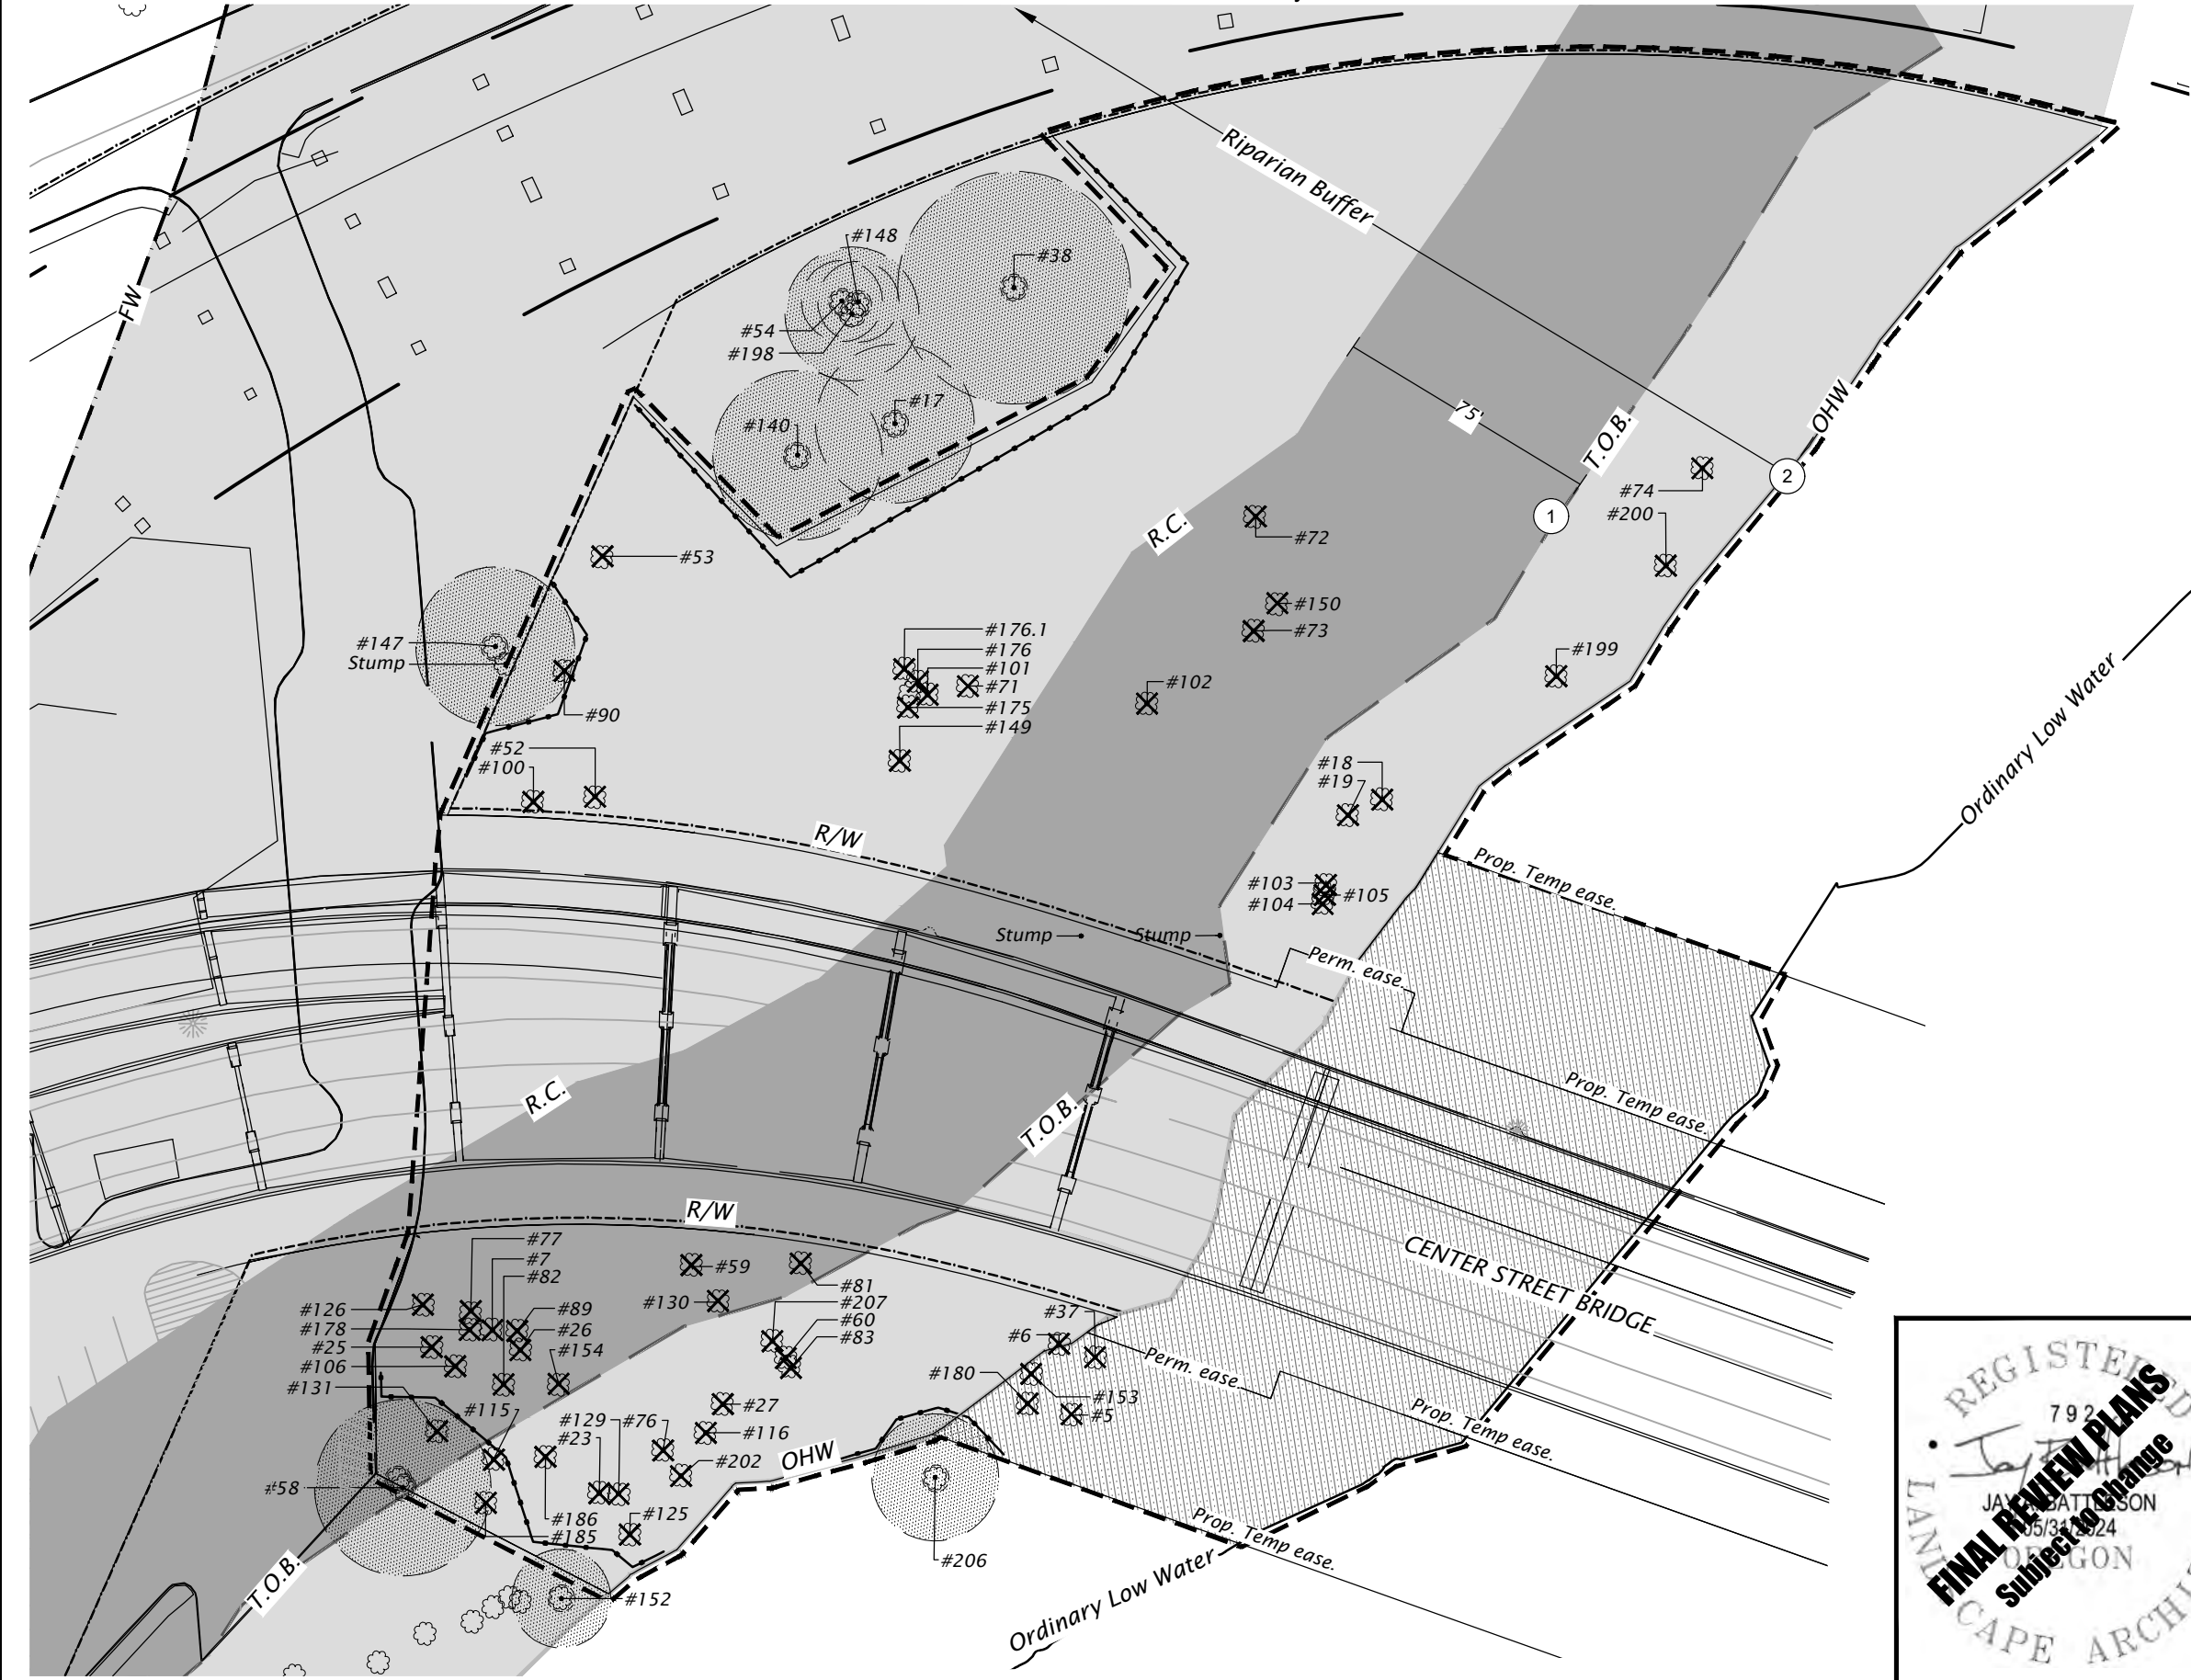 Riparian Buffer
FW
#148
#38
#54
#198
#17
#140
75'
T.O.B.
OHW
2
1
#74
#200
R.C.
#72
#53
#150
#73
#147
Stump
#176.1
#176
#101
#71
#175
#149
#102
#199
#90
#52
#100
#18
#19
Ordinary Low Water
R/W
Prop. Temp ease.
#103
#105
#104
Stump
Stump
Perm. ease.
Prop. Temp ease.
R.C.
T.O.B.
R/W
CENTER STREET BRIDGE
#77
#7
#82
#59
#81
#126
#89
#130
#207
#178
#26
#60
#25
#154
#83
#106
#131
#37
#6
Perm. ease.
#180
#153
#5
#115
#129
#76
#27
#23
#116
#202
OHW
Prop. Temp ease.
#58
#186
#125
#185
Prop. Temp ease.
#206
T.O.B.
#152
Ordinary Low Water
REGISTERED
792
FINAL REVIEW PLANS
Subject to Change
05/31/2024
OREGON